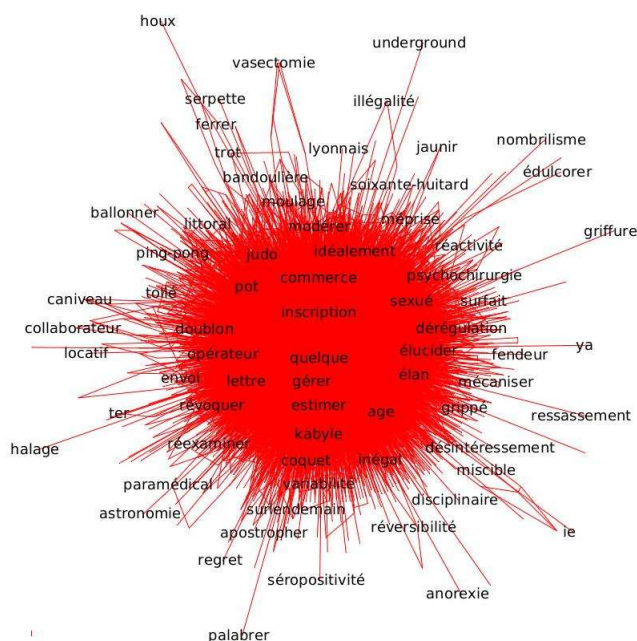 houx
underground
vasectomie
serpette
illégalité
ferrer
nombrilisme
trot
lyonnais
jaunir
édulcorer
bandoulière
soixante-huitard
moulage
ballonner
littoral
modérer
méprise
griffure
ping-pong
judo
idéalement
réactivité
commerce
psychochirurgie
toilé
pot
sexué
surfait
caniveau
inscription
collaborateur
doublon
dérégulation
ya
locatif
opérateur
quelque
élucider
fendeur
envoi
lettre
gérer
élan
mécaniser
ter
révoquer
estimer
age
grippé
ressassement
halage
réexaminer
kabyle
désintéressement
coquet
inégal
miscible
paramédical
variabilité
disciplinaire
astronomie
surlendemain
apostropher
réversibilité
ie
regret
séropositivité
anorexie
palabrer